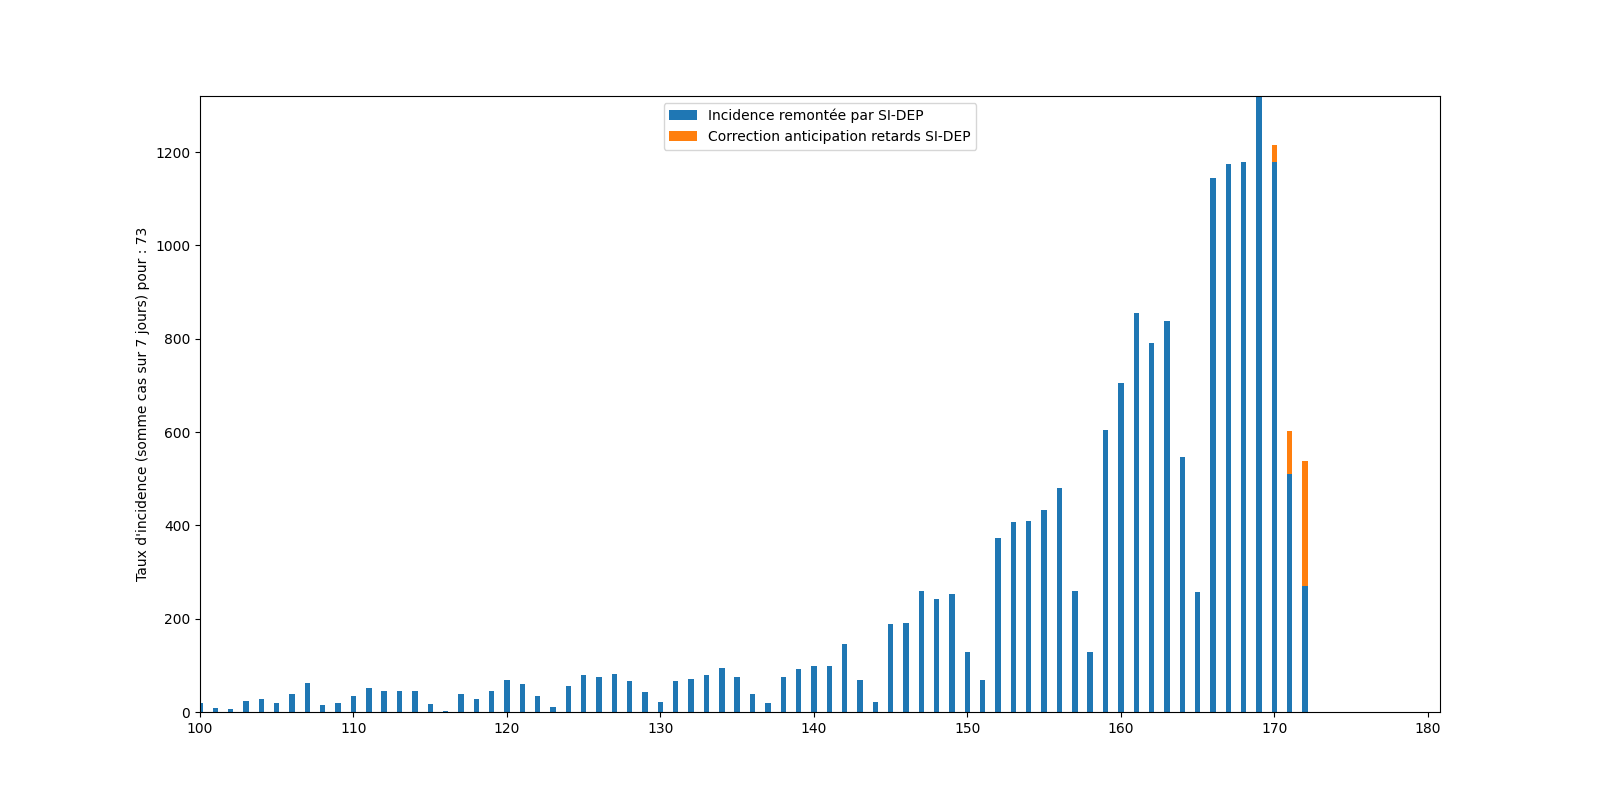 Incidence remontée par SI-DEP
Correction anticipation retards SI-DEP
Taux d'incidence (somme cas sur 7 jours) pour : 73
1200
1000
800
600
400
200
0
100 110 120 130 140 150 160 170 180